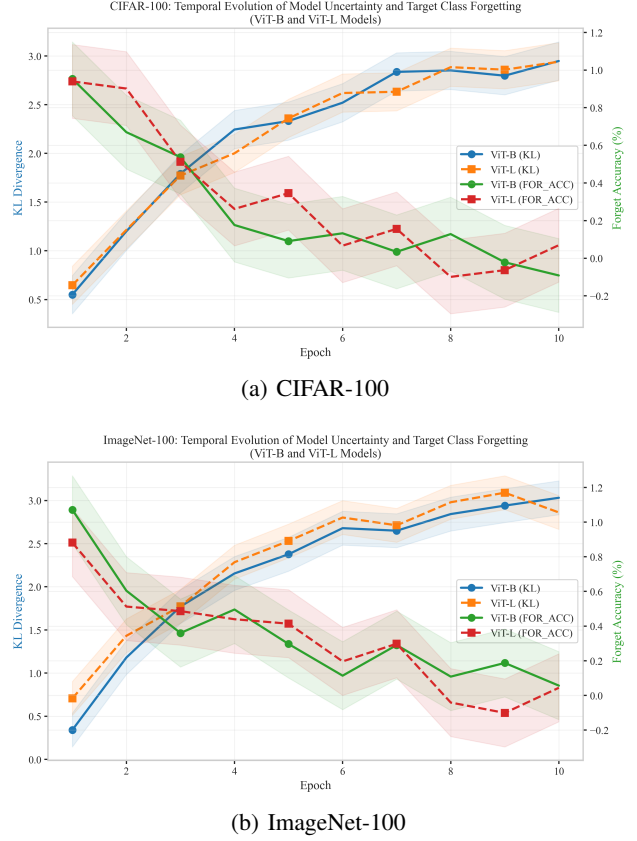 CIFAR-100: Temporal Evolution of Model Uncertainty and Target Class Forgetting
(ViT-B and ViT-L Models)
1.2
3.0
1.0
2.5
0.8
0.6
2.0
KL Divergence
ViT-B (KL)
ViT-L (KL)
ViT-B (FOR_ACC)
ViT-L (FOR_ACC)
Forget Accuracy (%)
0.4
1.5
0.2
1.0
0.0
0.5
−0.2
2
4
6
8
10
Epoch
(a) CIFAR-100
ImageNet-100: Temporal Evolution of Model Uncertainty and Target Class Forgetting
(ViT-B and ViT-L Models)
1.2
3.0
1.0
2.5
0.8
2.0
KL Divergence
ViT-B (KL)
ViT-L (KL)
ViT-B (FOR_ACC)
ViT-L (FOR_ACC)
Forget Accuracy (%)
0.6
1.5
0.4
0.2
1.0
0.0
0.5
−0.2
0.0
2
4
6
8
10
Epoch
(b) ImageNet-100